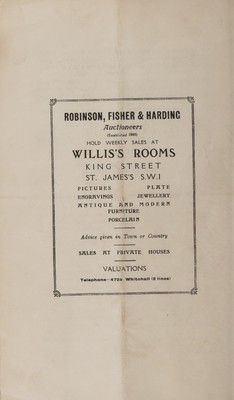 ROBINSON, FISHER & HARDING
Auctioneers
(Established 1830)
HOLD WEEKLY SALES AT
WILLIS'S ROOMS
KING STREET
ST. JAMES'S S.W.1
PICTURES PLATE
ENGRAVINGS JEWELLERY
ANTIQUE AND MODERN
FURNITURE
PORCELAIN
Advice given in Town or Country
SALES AT PRIVATE HOUSES
VALUATIONS
Telephone - 4735 Whitehall (2 lines)